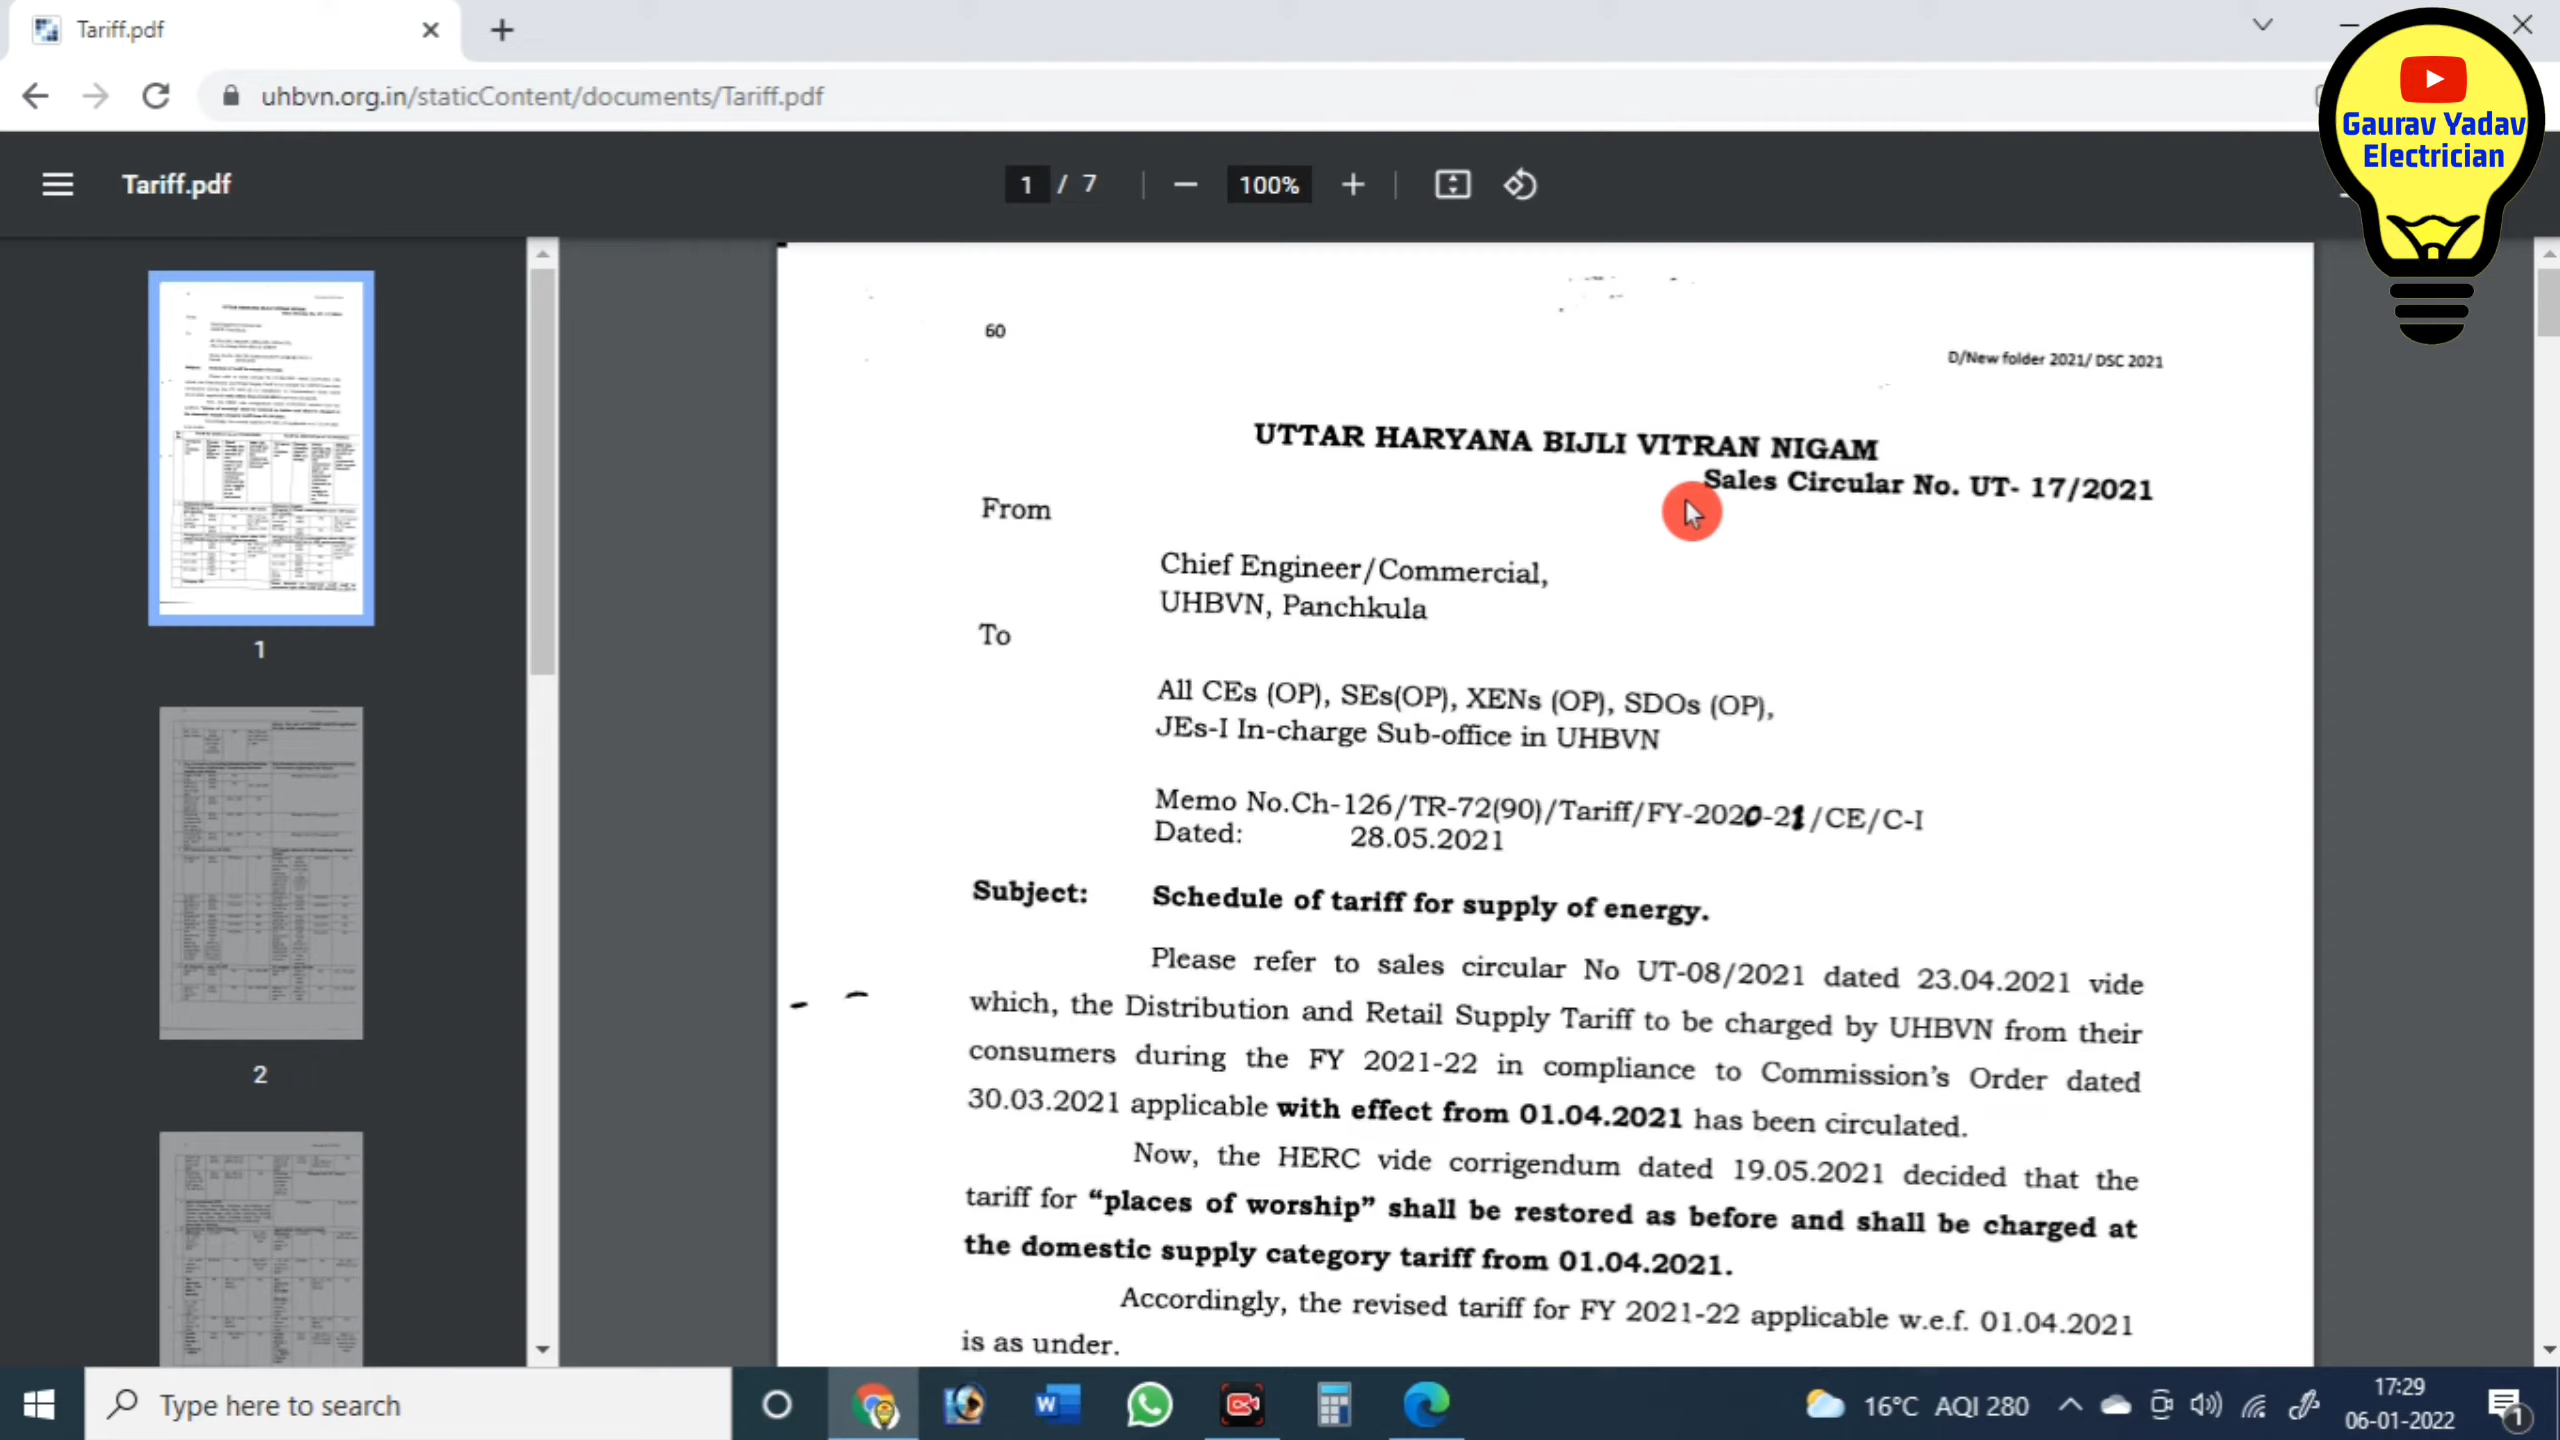 Tariff.pdf
uhbvn.org.in/staticContent/documents/Tariff.pdf
Gaurav Yadav
Electrician
Tariff.pdf
1 / 7
100%
1
2
60
D/New folder 2021/ DSC 2021
UTTAR HARYANA BIJLI VITRAN NIGAM
Sales Circular No. UT- 17/2021
From
Chief Engineer/Commercial,
UHBVN, Panchkula
To
All CEs (OP), SEs(OP), XENs (OP), SDOs (OP),
JEs-I In-charge Sub-office in UHBVN
Memo No.Ch-126/TR-72(90)/Tariff/FY-2020-21/CE/C-I
Dated: 28.05.2021
Subject: Schedule of tariff for supply of energy.
Please refer to sales circular No UT-08/2021 dated 23.04.2021 vide
which, the Distribution and Retail Supply Tariff to be charged by UHBVN from their
consumers during the FY 2021-22 in compliance to Commission's Order dated
30.03.2021 applicable with effect from 01.04.2021 has been circulated.
Now, the HERC vide corrigendum dated 19.05.2021 decided that the
tariff for "places of worship" shall be restored as before and shall be charged at
the domestic supply category tariff from 01.04.2021.
Accordingly, the revised tariff for FY 2021-22 applicable w.e.f. 01.04.2021
is as under.
Type here to search
16°C AQI 280
17:29
06-01-2022
1